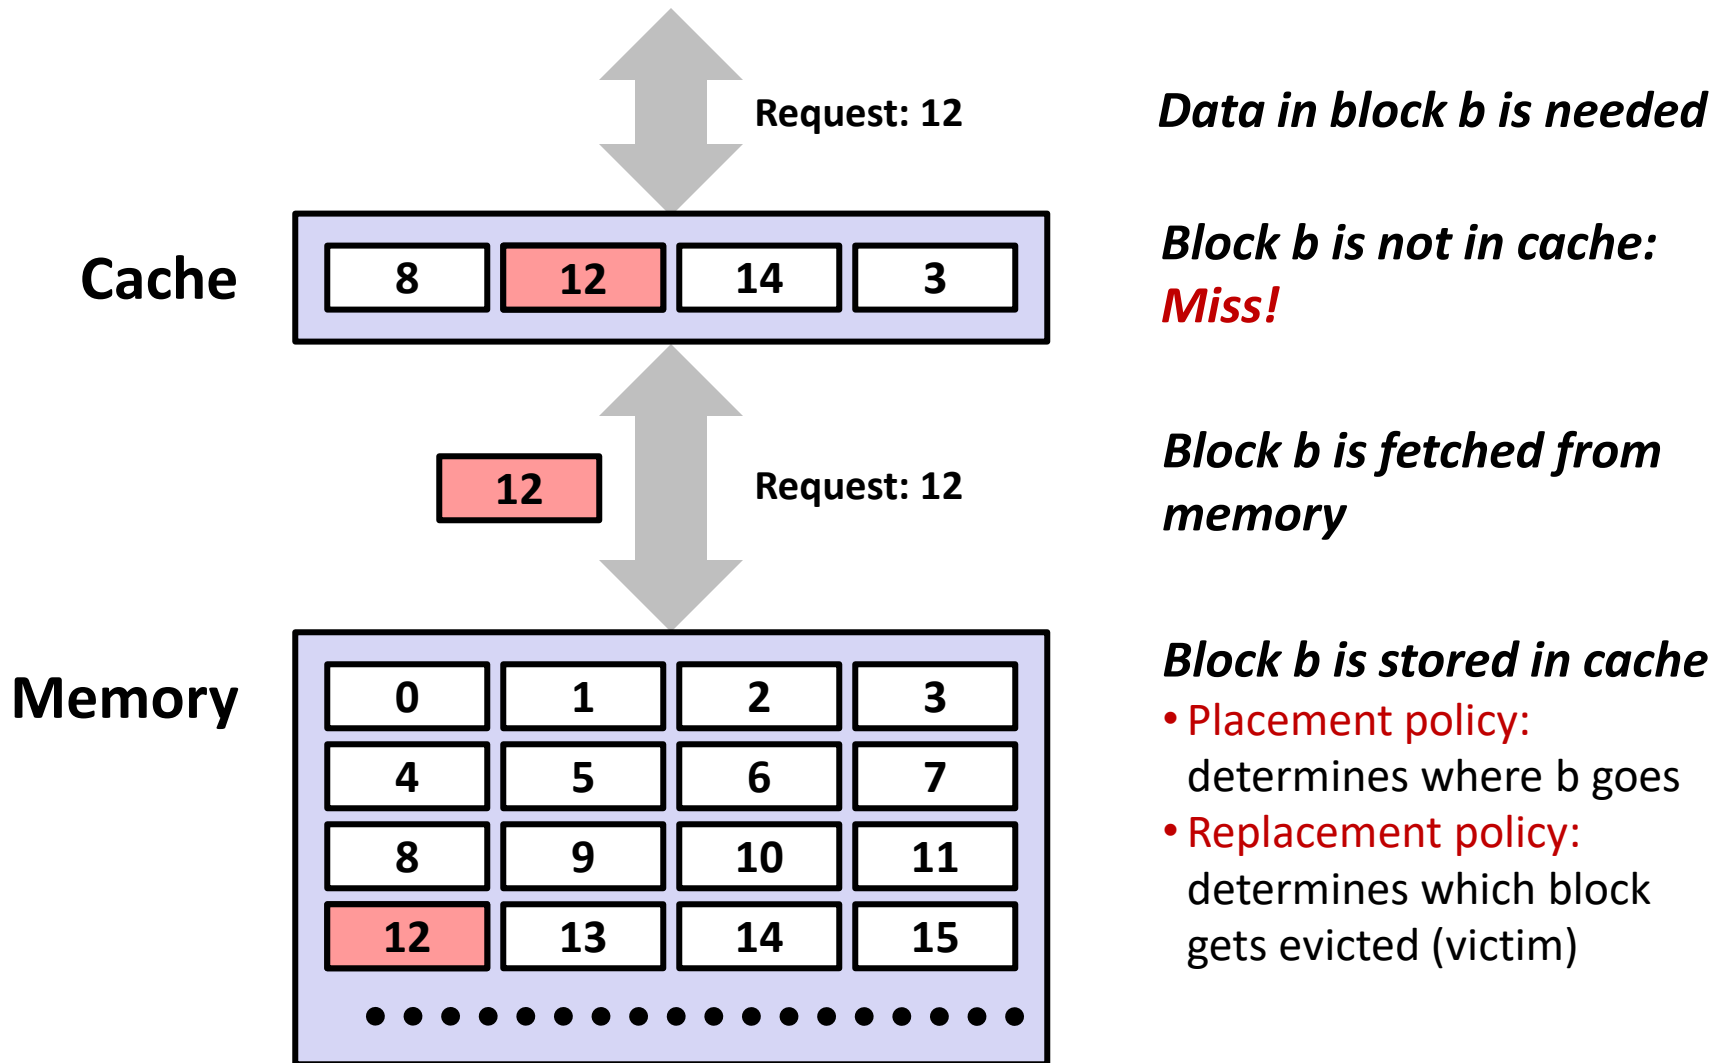 Request: 12
Data in block b is needed
Cache
8 12 14 3
Block b is not in cache:
Miss!
12
Request: 12
Block b is fetched from
memory
Memory
0 1 2 3
4 5 6 7
8 9 10 11
12 13 14 15
Block b is stored in cache
• Placement policy:
determines where b goes
• Replacement policy:
determines which block
gets evicted (victim)